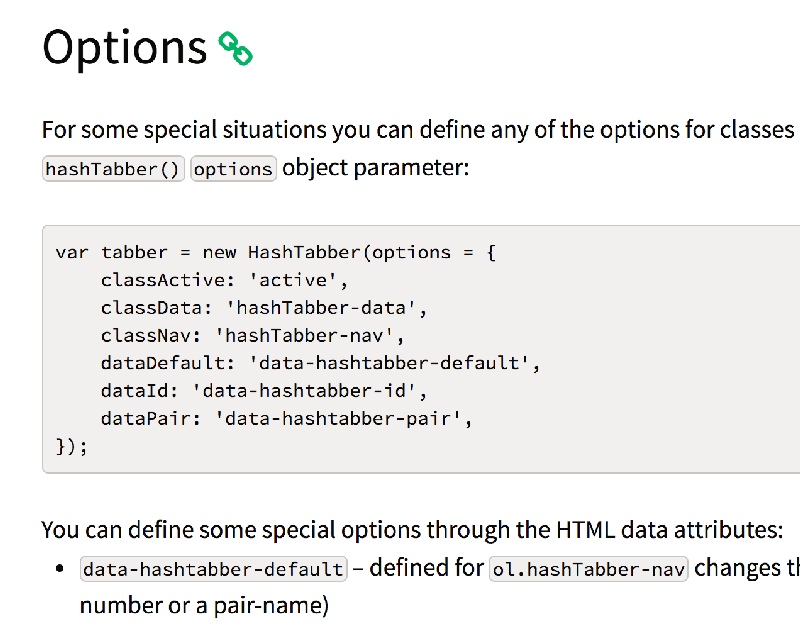 Options
For some special situations you can define any of the options for classes
hashTabber() options object parameter:
var tabber = new HashTabber(options = {
    classActive: 'active',
    classData: 'hashTabber-data',
    classNav: 'hashTabber-nav',
    dataDefault: 'data-hashtabber-default',
    dataId: 'data-hashtabber-id',
    dataPair: 'data-hashtabber-pair',
});
You can define some special options through the HTML data attributes:
• data-hashtabber-default – defined for ol.hashTabber-nav changes
number or a pair-name)